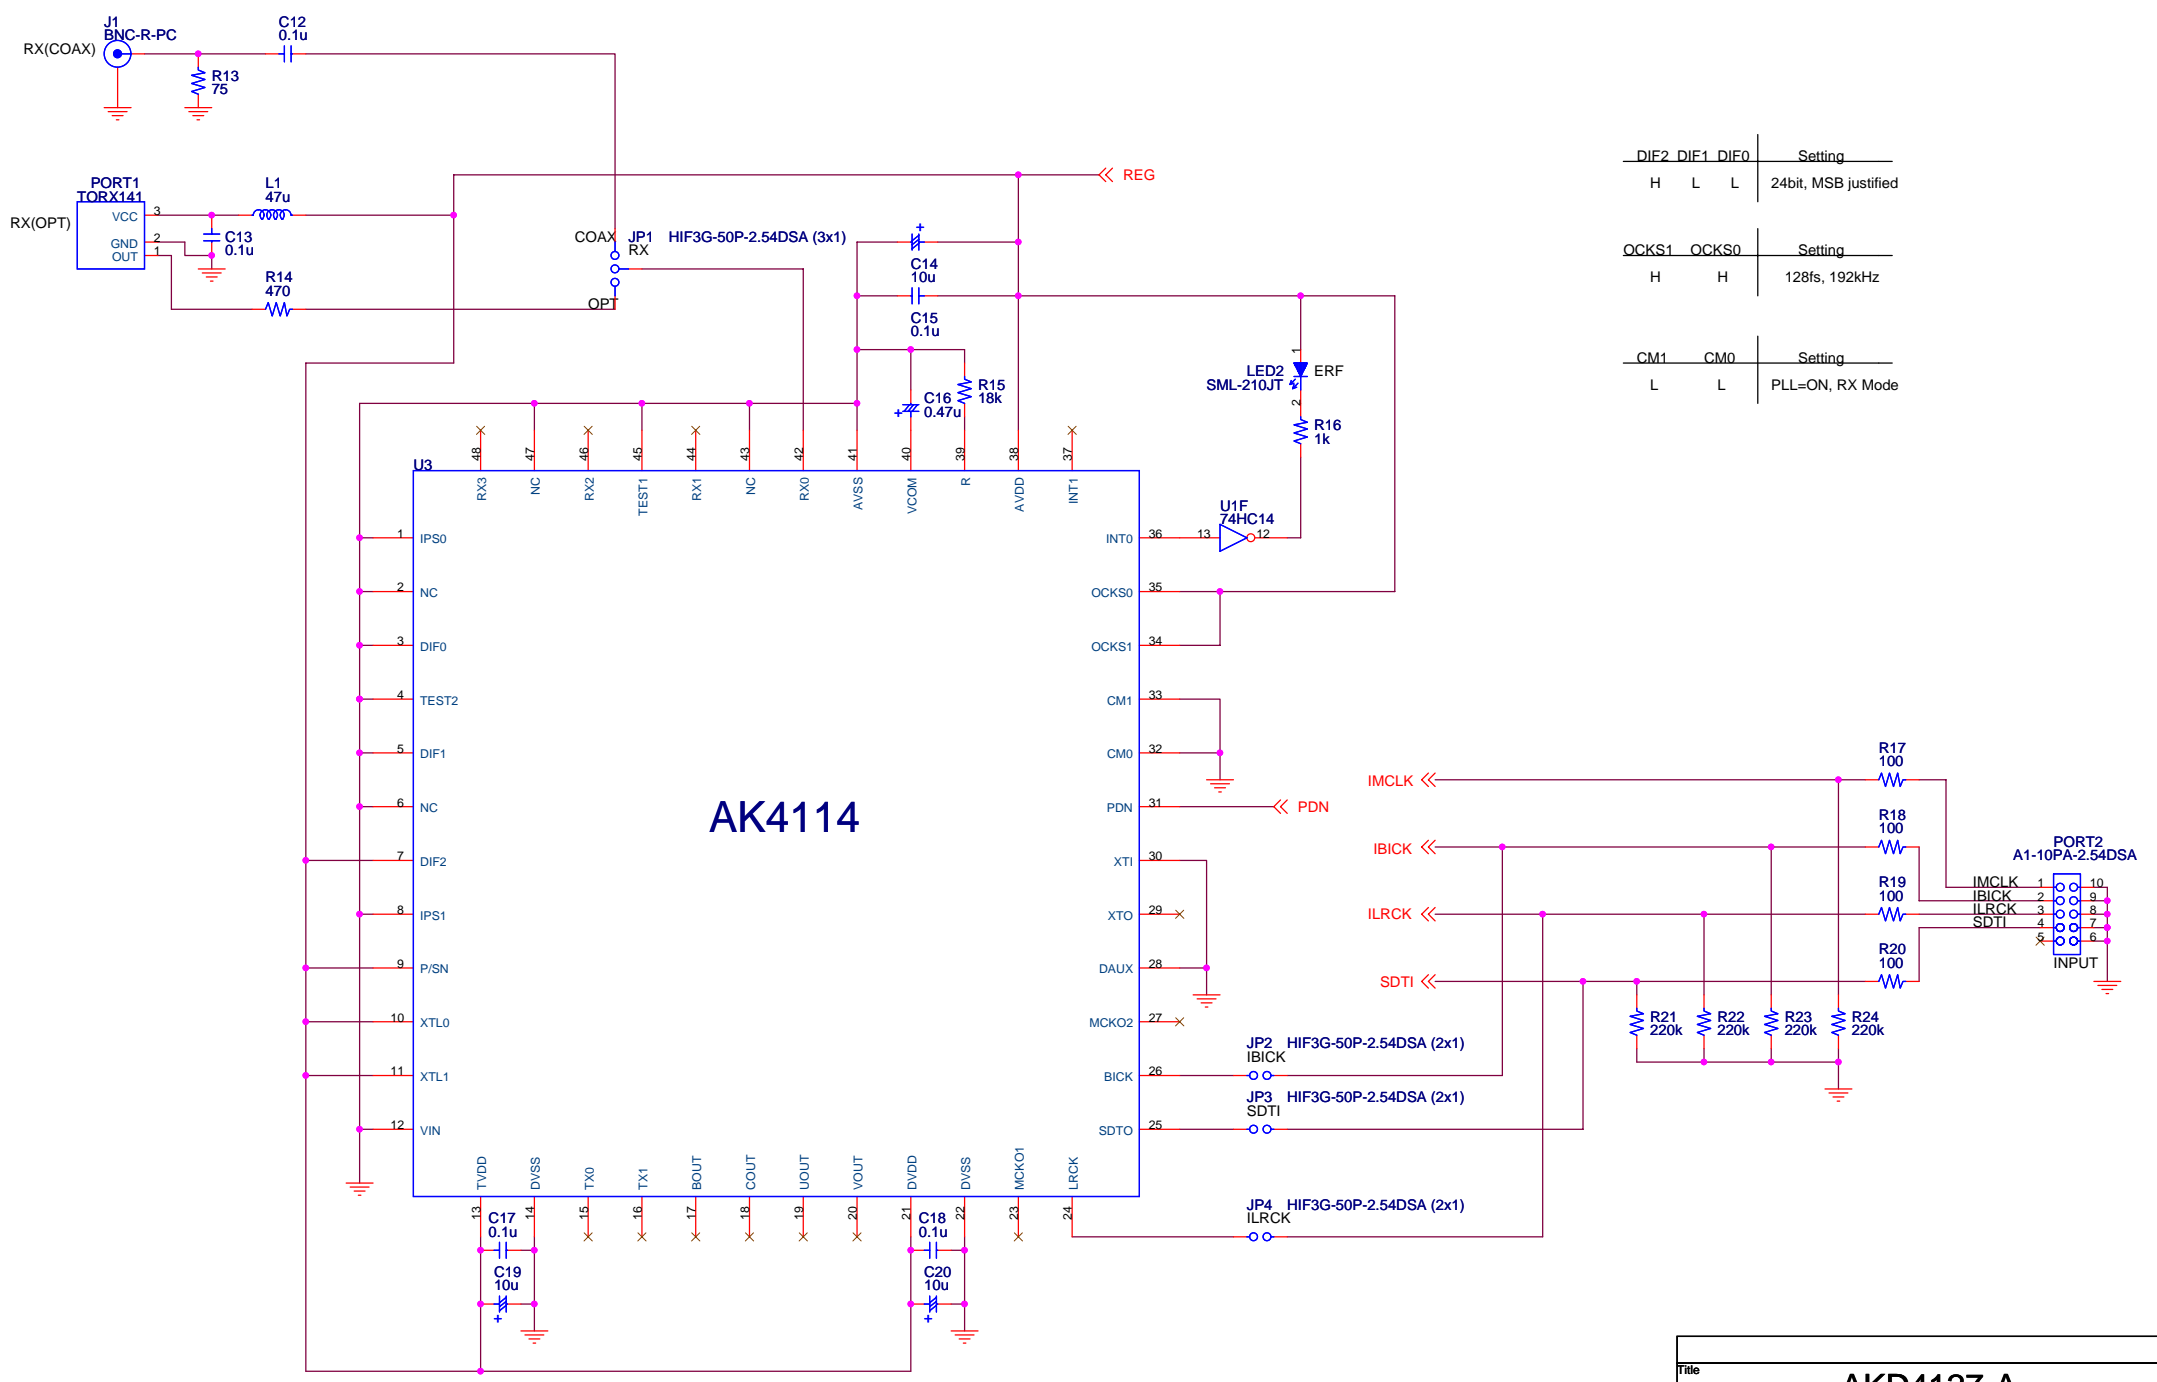 J1
BNC-R-PC
RX(COAX)
C12
0.1u
R13
75
PORT1
TORX141
RX(OPT)
VCC 3
GND 2
OUT 1
L1
47u
C13
0.1u
R14
470
COAX
JP1 HIF3G-50P-2.54DSA (3x1)
RX
OPT
REG
C14
10u
+
C15
0.1u
C16
0.47u
+
R15
18k
LED2
SML-210JT
ERF
1
2
R16
1k
U1F
74HC14
13 12
DIF2 DIF1 DIF0 Setting
H L L 24bit, MSB justified
OCKS1 OCKS0 Setting
H H 128fs, 192kHz
CM1 CM0 Setting
L L PLL=ON, RX Mode
U3
48 47 46 45 44 43 42 41 40 39 38 37
RX3 NC RX2 TEST1 RX1 NC RX0 AVSS VCOM R AVDD INT1
1 IPS0
2 NC
3 DIF0
4 TEST2
5 DIF1
6 NC
7 DIF2
8 IPS1
9 P/SN
10 XTL0
11 XTL1
12 VIN
AK4114
INT0 36
OCKS0 35
OCKS1 34
CM1 33
CM0 32
PDN 31
XTI 30
XTO 29
DAUX 28
MCKO2 27
BICK 26
SDTO 25
TVDD DVSS TX0 TX1 BOUT COUT UOUT VOUT DVDD DVSS MCKO1 LRCK
13 14 15 16 17 18 19 20 21 22 23 24
C17
0.1u
C19
10u
+
C18
0.1u
C20
10u
+
PDN
JP2 HIF3G-50P-2.54DSA (2x1)
IBICK
JP3 HIF3G-50P-2.54DSA (2x1)
SDTI
JP4 HIF3G-50P-2.54DSA (2x1)
ILRCK
IMCLK
IBICK
ILRCK
SDTI
R17
100
R18
100
R19
100
R20
100
R21
220k
R22
220k
R23
220k
R24
220k
PORT2
A1-10PA-2.54DSA
IMCLK 1 10
IBICK 2 9
ILRCK 3 8
SDTI 4 7
5 6
INPUT
Title